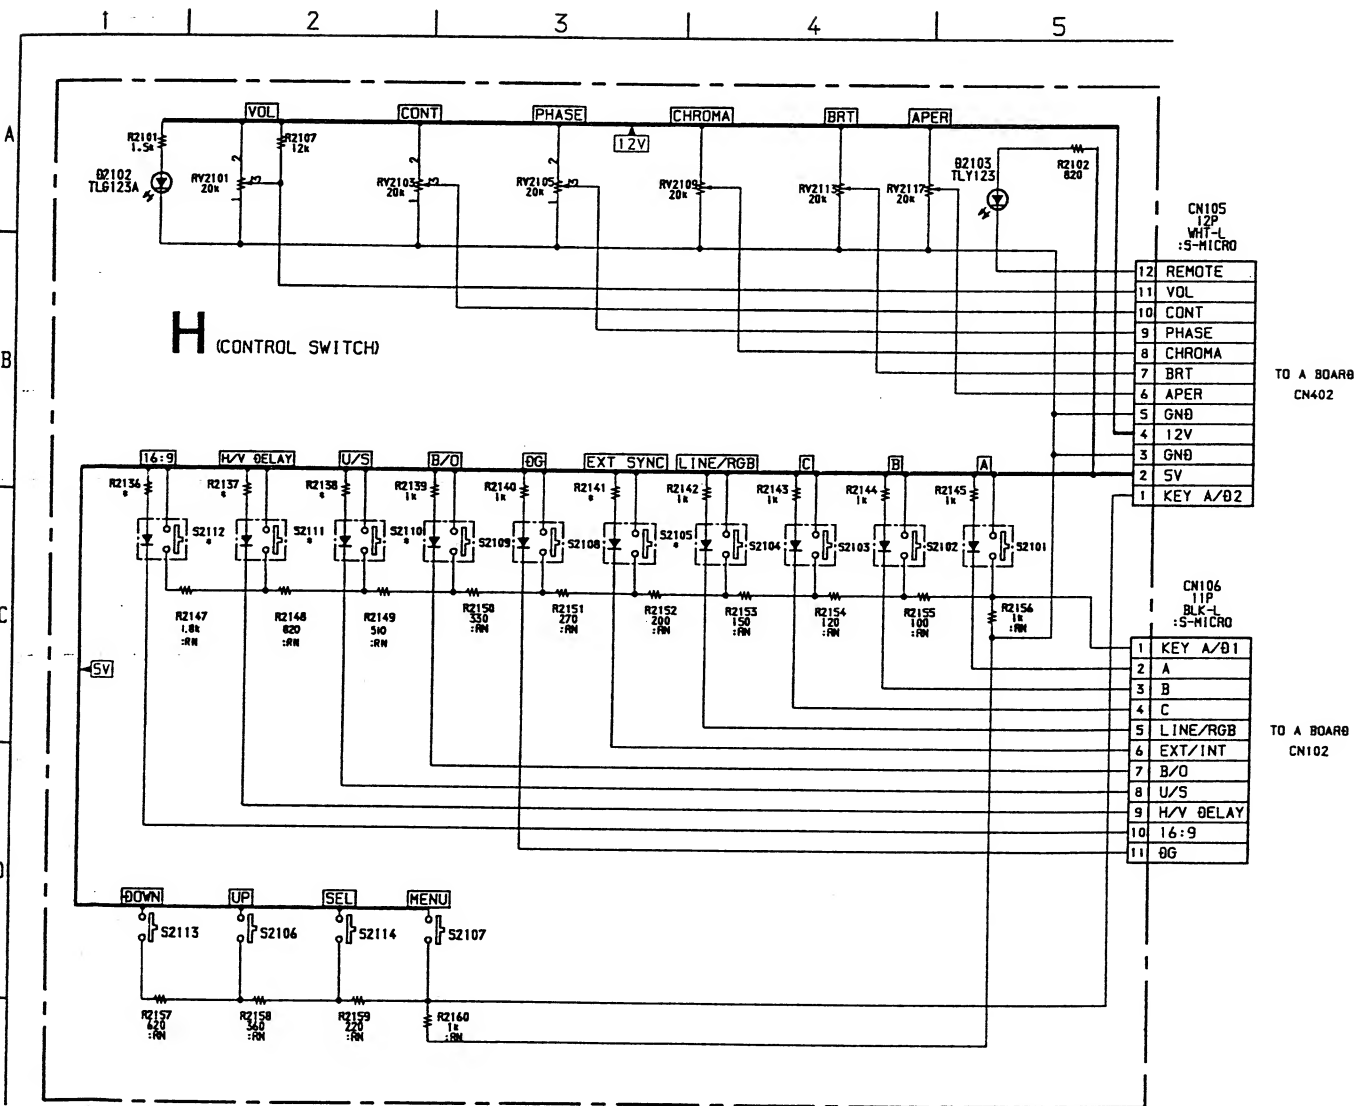 1 2 3 4 5
A
B
C
D
VOL CONT PHASE CHROMA BRT APER
12V
R2101
1.5k
D2102
TLG123A
RV2101
20k
2
3
1
R2107
12k
RV2103
20k
2
3
1
RV2105
20k
2
3
1
RV2109
20k
RV2113
20k
RV2117
20k
D2103
TLY123
R2102
820
H (CONTROL SWITCH)
CN105
12P
WHT-L
:S-MICRO
12 REMOTE
11 VOL
10 CONT
9 PHASE
8 CHROMA
7 BRT
6 APER
5 GND
4 12V
3 GND
2 5V
1 KEY A/D2
TO A BOARD
CN402
16:9 H/V DELAY U/S B/O DG EXT SYNC LINE/RGB C B A
R2136
*
R2137
*
R2138
*
R2139
1k
R2140
1k
R2141
*
R2142
1k
R2143
1k
R2144
1k
R2145
1k
S2112
*
S2111
*
S2110
*
S2109
S2108
S2105
*
S2104
S2103
S2102
S2101
R2147
1.8k
:RN
R2148
820
:RN
R2149
510
:RN
R2150
330
:RN
R2151
270
:RN
R2152
200
:RN
R2153
150
:RN
R2154
120
:RN
R2155
100
:RN
R2156
1k
:RN
5V
CN106
11P
BLK-L
:S-MICRO
1 KEY A/D1
2 A
3 B
4 C
5 LINE/RGB
6 EXT/INT
7 B/O
8 U/S
9 H/V DELAY
10 16:9
11 DG
TO A BOARD
CN102
DOWN UP SEL MENU
S2113 S2106 S2114 S2107
R2157
620
:RN
R2158
360
:RN
R2159
220
:RN
R2160
1k
:RN